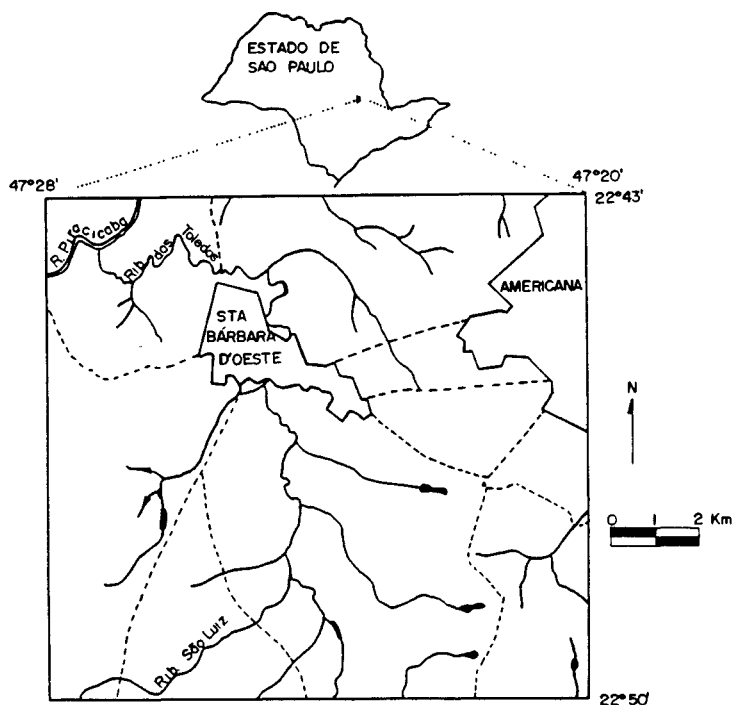 ESTADO DE
SAO PAULO
47°28'
47°20'
22°43'
R. Piracicaba
Rib. dos Toledos
AMERICANA
STA
BÁRBARA
D'OESTE
N
0 1 2 Km
Rib. São Luiz
22°50'